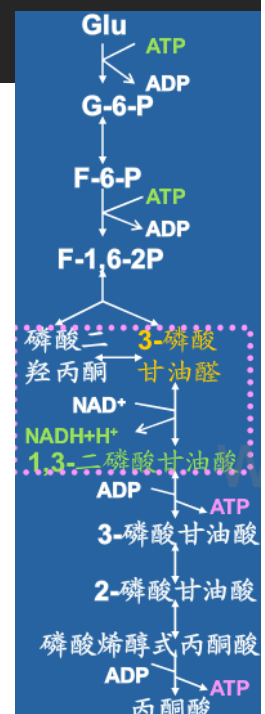 Glu
ATP
ADP
G-6-P
F-6-P
ATP
ADP
F-1,6-2P
磷酸二
羟丙酮
3-磷酸
甘油醛
NAD⁺
NADH+H⁺
1,3-二磷酸甘油酸
ADP
ATP
3-磷酸甘油酸
2-磷酸甘油酸
磷酸烯醇式丙酮酸
ADP
ATP
丙酮酸